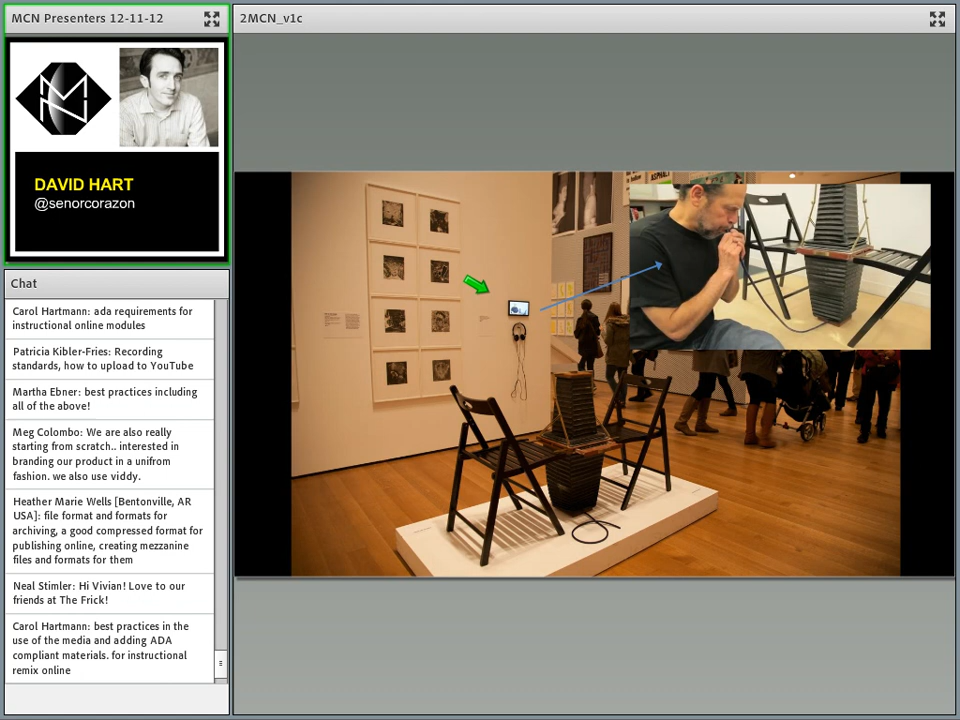 MCN Presenters 12-11-12
DAVID HART
@senorcorazon
Chat
Carol Hartmann: ada requirements for
instructional online modules
Patricia Kibler-Fries: Recording
standards, how to upload to YouTube
Martha Ebner: best practices including
all of the above!
Meg Colombo: We are also really
starting from scratch.. interested in
branding our product in a unifrom
fashion. we also use viddy.
Heather Marie Wells [Bentonville, AR
USA]: file format and formats for
archiving, a good compressed format for
publishing online, creating mezzanine
files and formats for them
Neal Stimler: Hi Vivian! Love to our
friends at The Frick!
Carol Hartmann: best practices in the
use of the media and adding ADA
compliant materials. for instructional
remix online
2MCN_v1c